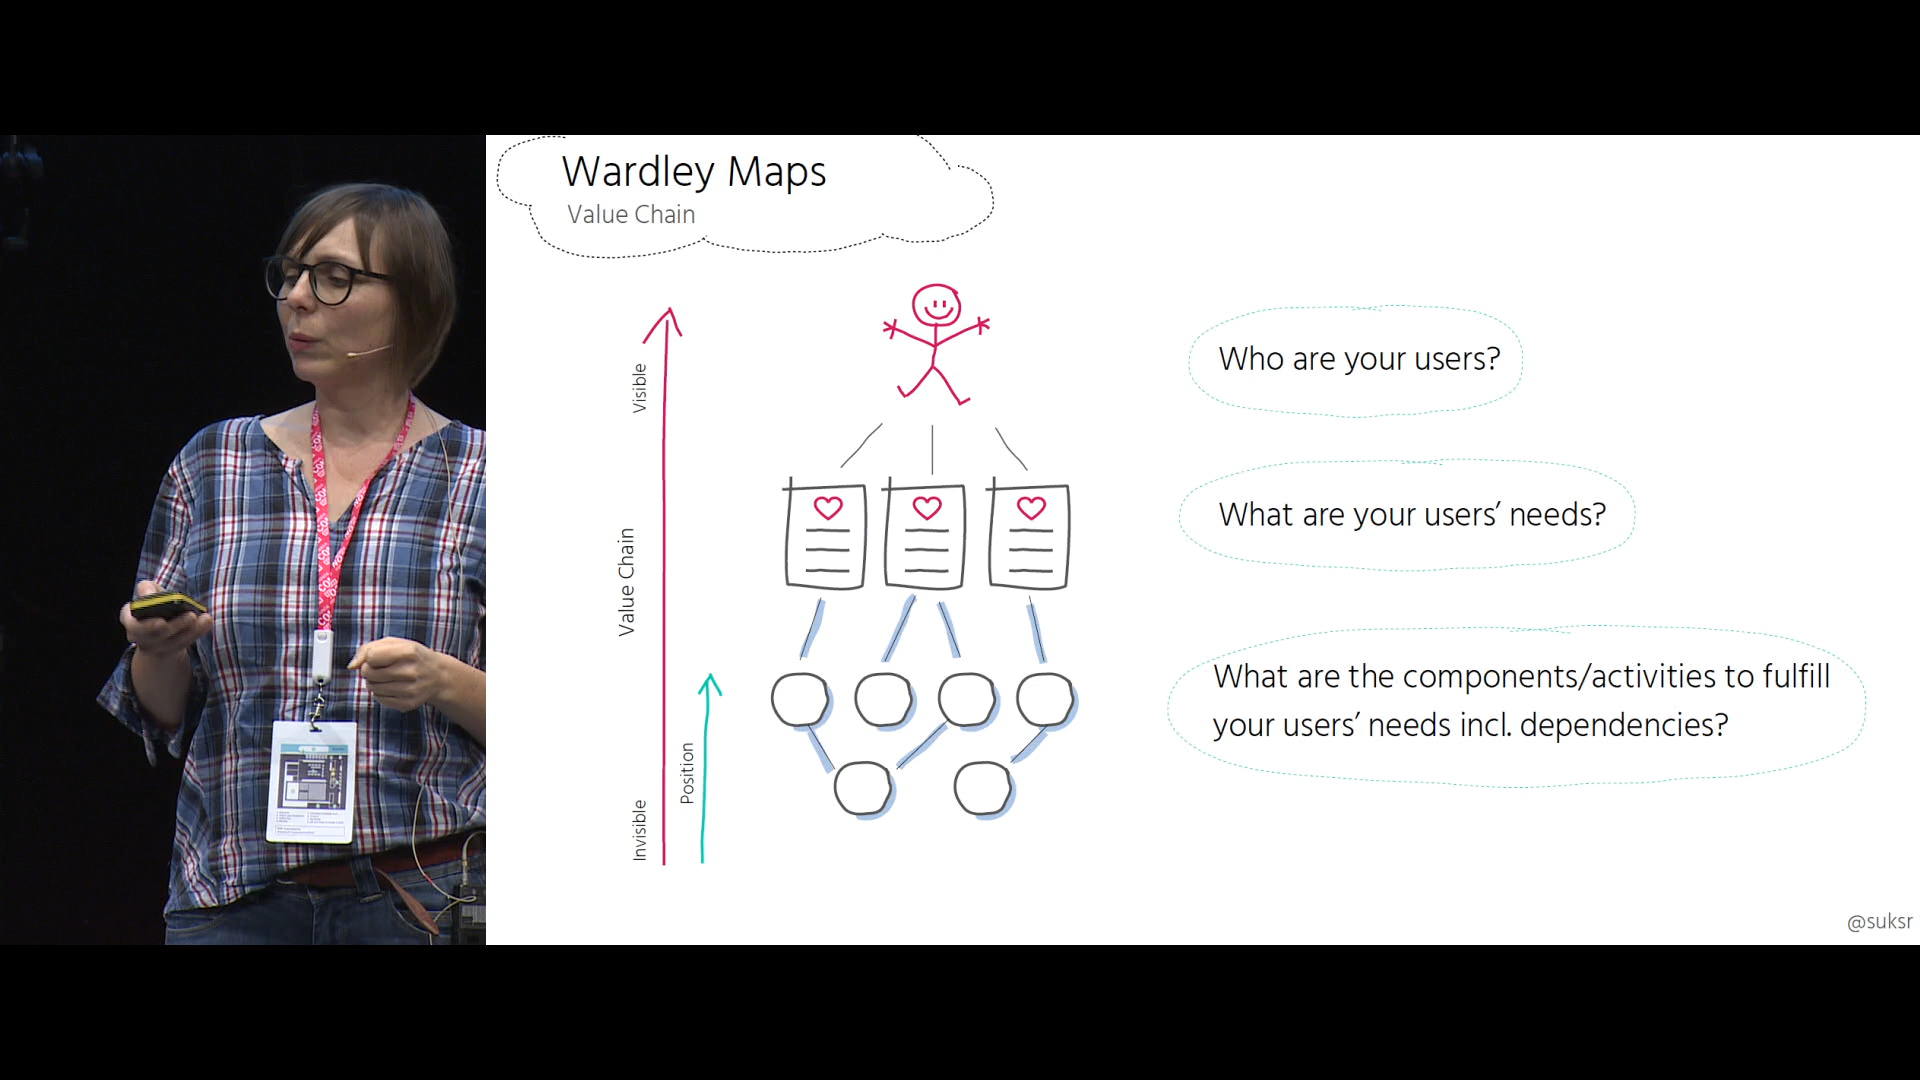 Wardley Maps
Value Chain
Visible
Value Chain
Position
Invisible
Who are your users?
What are your users’ needs?
What are the components/activities to fulfill
your users’ needs incl. dependencies?
@suksr